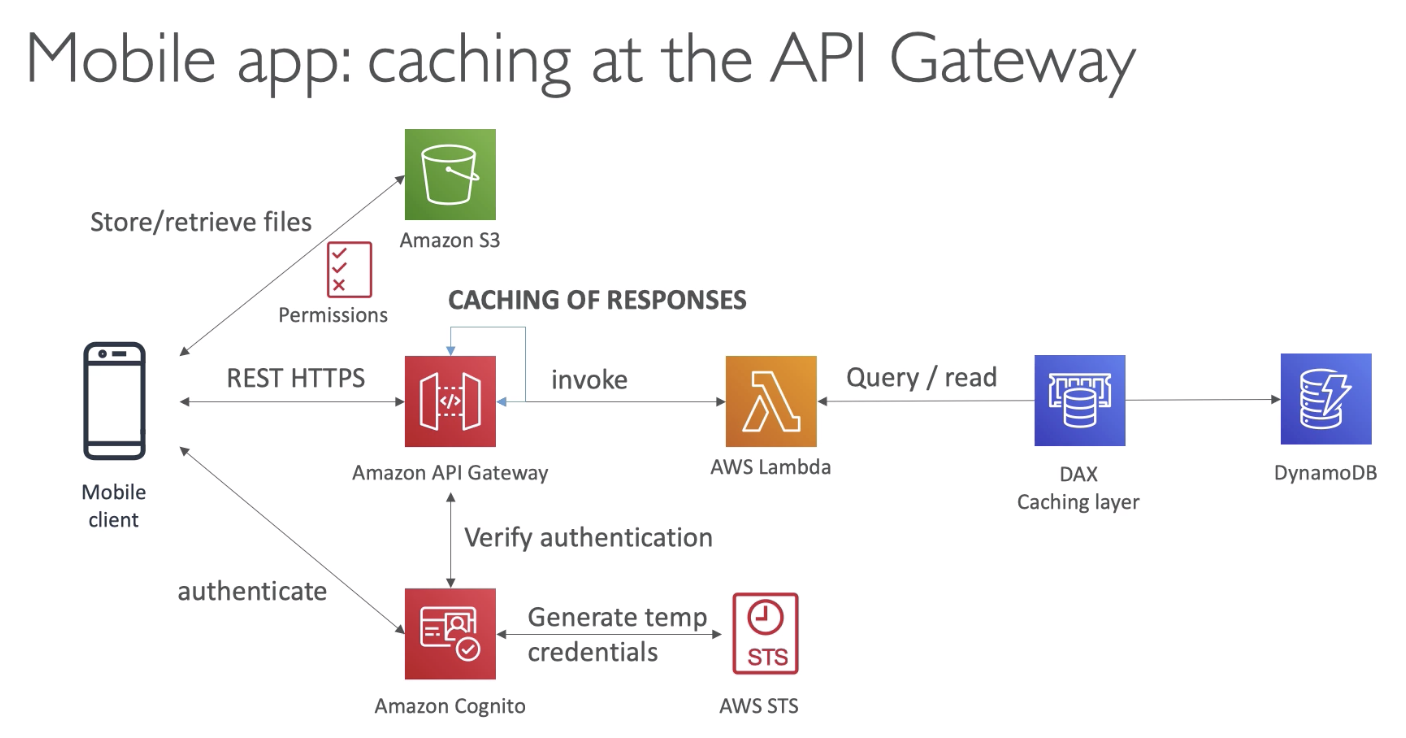 Mobile app: caching at the API Gateway
Store/retrieve files
Amazon S3
Permissions
CACHING OF RESPONSES
REST HTTPS
invoke
Query / read
</>
Amazon API Gateway
AWS Lambda
DAX
Caching layer
DynamoDB
Mobile
client
Verify authentication
authenticate
Generate temp
credentials
STS
Amazon Cognito
AWS STS